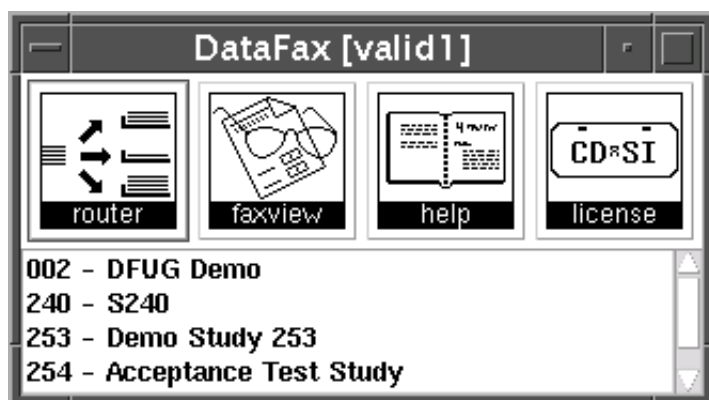 DataFax [valid1]
CD*SI
router
faxview
help
license
002 - DFUG Demo
240 - S240
253 - Demo Study 253
254 - Acceptance Test Study